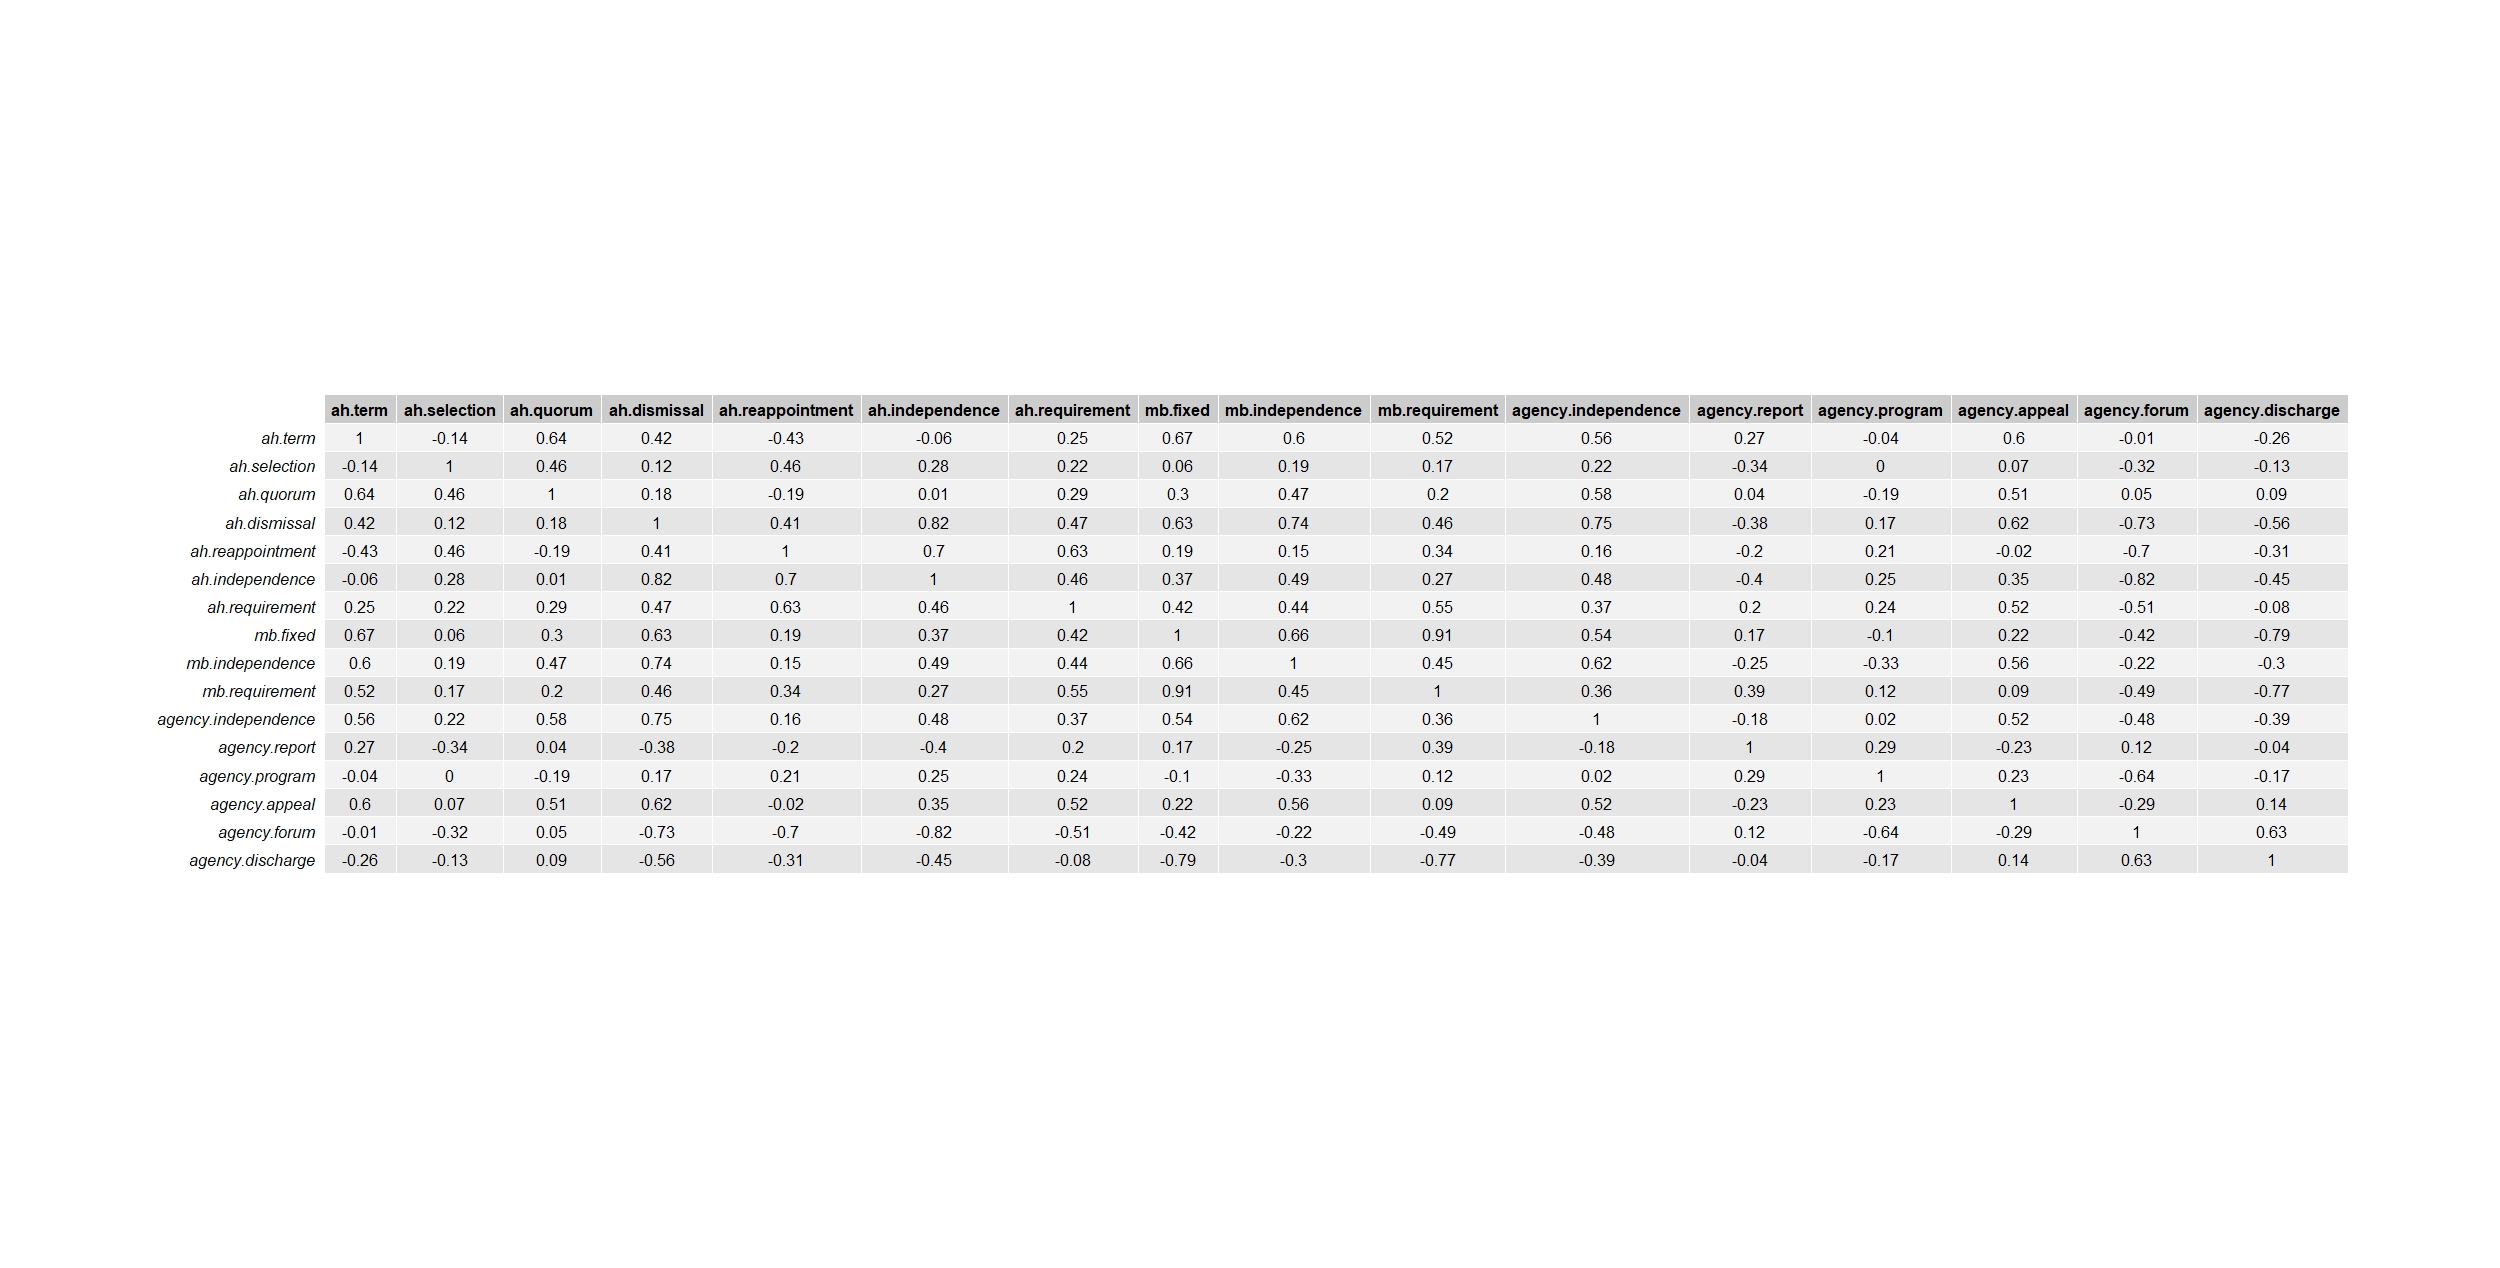 ah.term ah.selection ah.quorum ah.dismissal ah.reappointment ah.independence ah.requirement mb.fixed mb.independence mb.requirement agency.independence agency.report agency.program agency.appeal agency.forum agency.discharge
ah.term 1 -0.14 0.64 0.42 -0.43 -0.06 0.25 0.67 0.6 0.52 0.56 0.27 -0.04 0.6 -0.01 -0.26
ah.selection -0.14 1 0.46 0.12 0.46 0.28 0.22 0.06 0.19 0.17 0.22 -0.34 0 0.07 -0.32 -0.13
ah.quorum 0.64 0.46 1 0.18 -0.19 0.01 0.29 0.3 0.47 0.2 0.58 0.04 -0.19 0.51 0.05 0.09
ah.dismissal 0.42 0.12 0.18 1 0.41 0.82 0.47 0.63 0.74 0.46 0.75 -0.38 0.17 0.62 -0.73 -0.56
ah.reappointment -0.43 0.46 -0.19 0.41 1 0.7 0.63 0.19 0.15 0.34 0.16 -0.2 0.21 -0.02 -0.7 -0.31
ah.independence -0.06 0.28 0.01 0.82 0.7 1 0.46 0.37 0.49 0.27 0.48 -0.4 0.25 0.35 -0.82 -0.45
ah.requirement 0.25 0.22 0.29 0.47 0.63 0.46 1 0.42 0.44 0.55 0.37 0.2 0.24 0.52 -0.51 -0.08
mb.fixed 0.67 0.06 0.3 0.63 0.19 0.37 0.42 1 0.66 0.91 0.54 0.17 -0.1 0.22 -0.42 -0.79
mb.independence 0.6 0.19 0.47 0.74 0.15 0.49 0.44 0.66 1 0.45 0.62 -0.25 -0.33 0.56 -0.22 -0.3
mb.requirement 0.52 0.17 0.2 0.46 0.34 0.27 0.55 0.91 0.45 1 0.36 0.39 0.12 0.09 -0.49 -0.77
agency.independence 0.56 0.22 0.58 0.75 0.16 0.48 0.37 0.54 0.62 0.36 1 -0.18 0.02 0.52 -0.48 -0.39
agency.report 0.27 -0.34 0.04 -0.38 -0.2 -0.4 0.2 0.17 -0.25 0.39 -0.18 1 0.29 -0.23 0.12 -0.04
agency.program -0.04 0 -0.19 0.17 0.21 0.25 0.24 -0.1 -0.33 0.12 0.02 0.29 1 0.23 -0.64 -0.17
agency.appeal 0.6 0.07 0.51 0.62 -0.02 0.35 0.52 0.22 0.56 0.09 0.52 -0.23 0.23 1 -0.29 0.14
agency.forum -0.01 -0.32 0.05 -0.73 -0.7 -0.82 -0.51 -0.42 -0.22 -0.49 -0.48 0.12 -0.64 -0.29 1 0.63
agency.discharge -0.26 -0.13 0.09 -0.56 -0.31 -0.45 -0.08 -0.79 -0.3 -0.77 -0.39 -0.04 -0.17 0.14 0.63 1